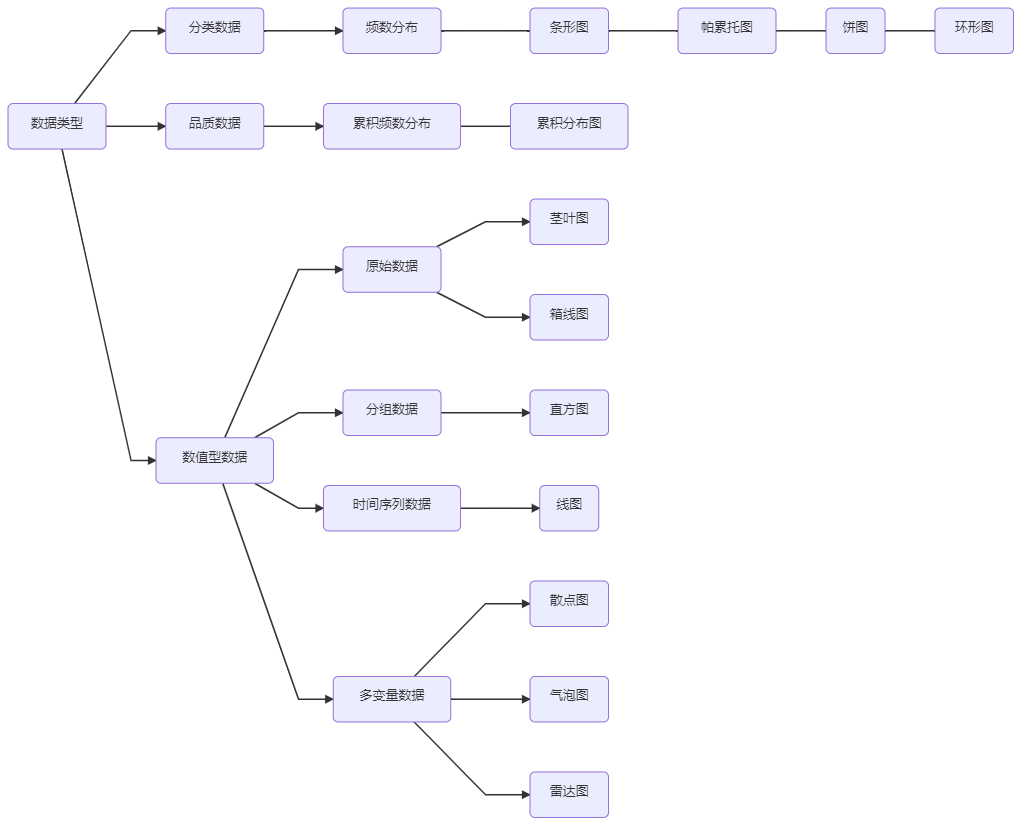 分类数据
频数分布
条形图
帕累托图
饼图
环形图
数据类型
品质数据
累积频数分布
累积分布图
茎叶图
原始数据
箱线图
分组数据
直方图
数值型数据
时间序列数据
线图
散点图
多变量数据
气泡图
雷达图